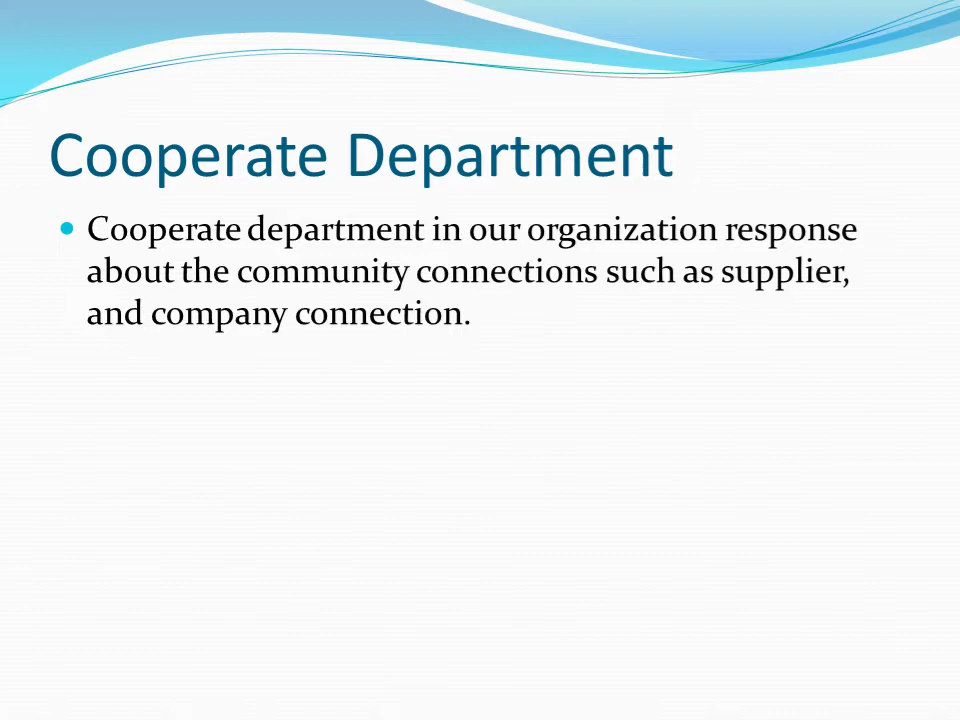 Cooperate Department
Cooperate department in our organization response
about the community connections such as supplier,
and company connection.